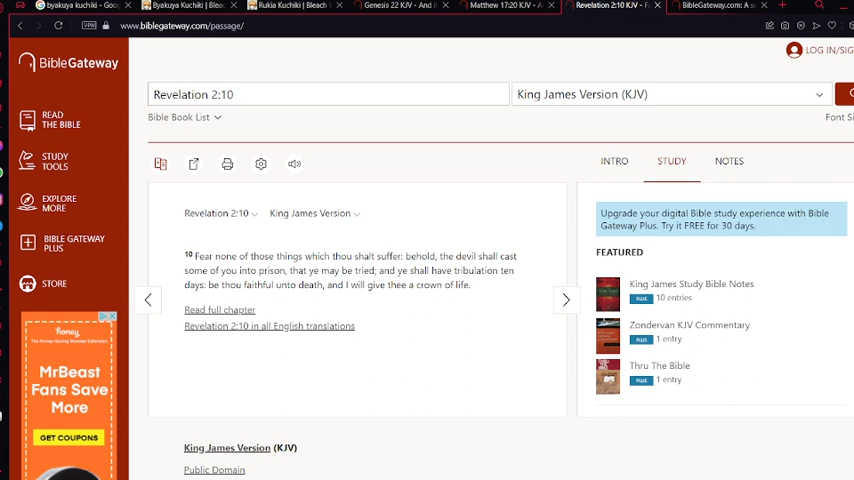 byakuya kuchiki - Goog
Byakuya Kuchiki | Bleac
Rukia Kuchiki | Bleach W
Genesis 22 KJV - And it
Matthew 17:20 KJV - A
Revelation 2:10 KJV - F
BibleGateway.com: A s
VPN
www.biblegateway.com/passage/
BibleGateway
LOG IN/SIG
Revelation 2:10
King James Version (KJV)
Bible Book List
Font Si
READ
THE BIBLE
STUDY
TOOLS
EXPLORE
MORE
BIBLE GATEWAY
PLUS
STORE
INTRO
STUDY
NOTES
Revelation 2:10
King James Version
10 Fear none of those things which thou shalt suffer: behold, the devil shall cast
some of you into prison, that ye may be tried; and ye shall have tribulation ten
days: be thou faithful unto death, and I will give thee a crown of life.
Read full chapter
Revelation 2:10 in all English translations
King James Version (KJV)
Public Domain
Upgrade your digital Bible study experience with Bible
Gateway Plus. Try it FREE for 30 days.
FEATURED
King James Study Bible Notes
PLUS 10 entries
Zondervan KJV Commentary
PLUS 1 entry
Thru The Bible
PLUS 1 entry
MrBeast
Fans Save
More
GET COUPONS